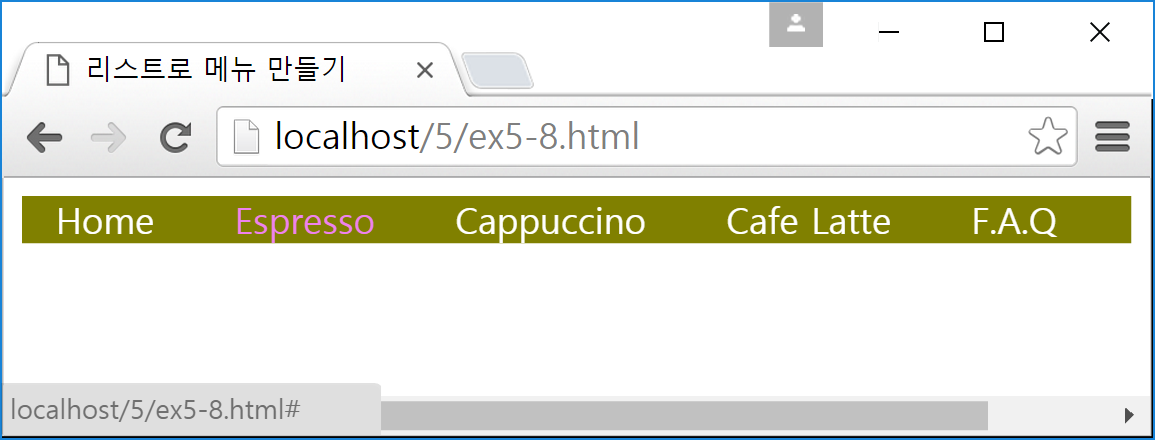 리스트로 메뉴 만들기
localhost/5/ex5-8.html
Home Espresso Cappuccino Cafe Latte F.A.Q
localhost/5/ex5-8.html#